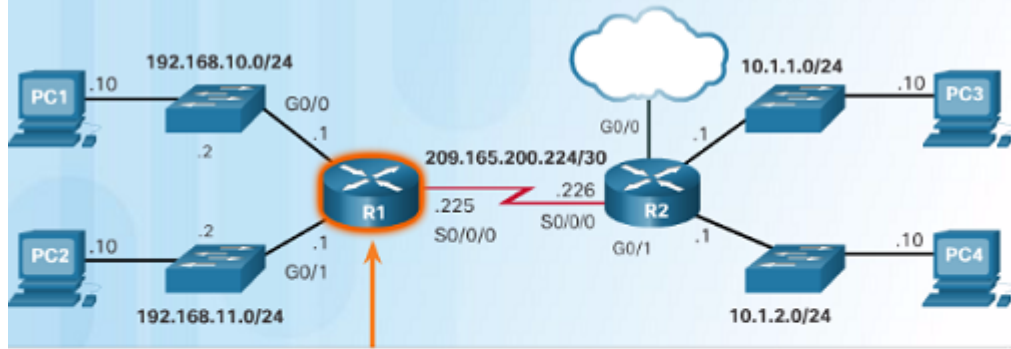 192.168.10.0/24
10.1.1.0/24
PC1
.10
G0/0
.1
.2
G0/0
.1
.10
PC3
209.165.200.224/30
R1
.225
S0/0/0
.226
S0/0/0
R2
PC2
.10
.2
.1
G0/1
G0/1
.1
.10
PC4
192.168.11.0/24
10.1.2.0/24